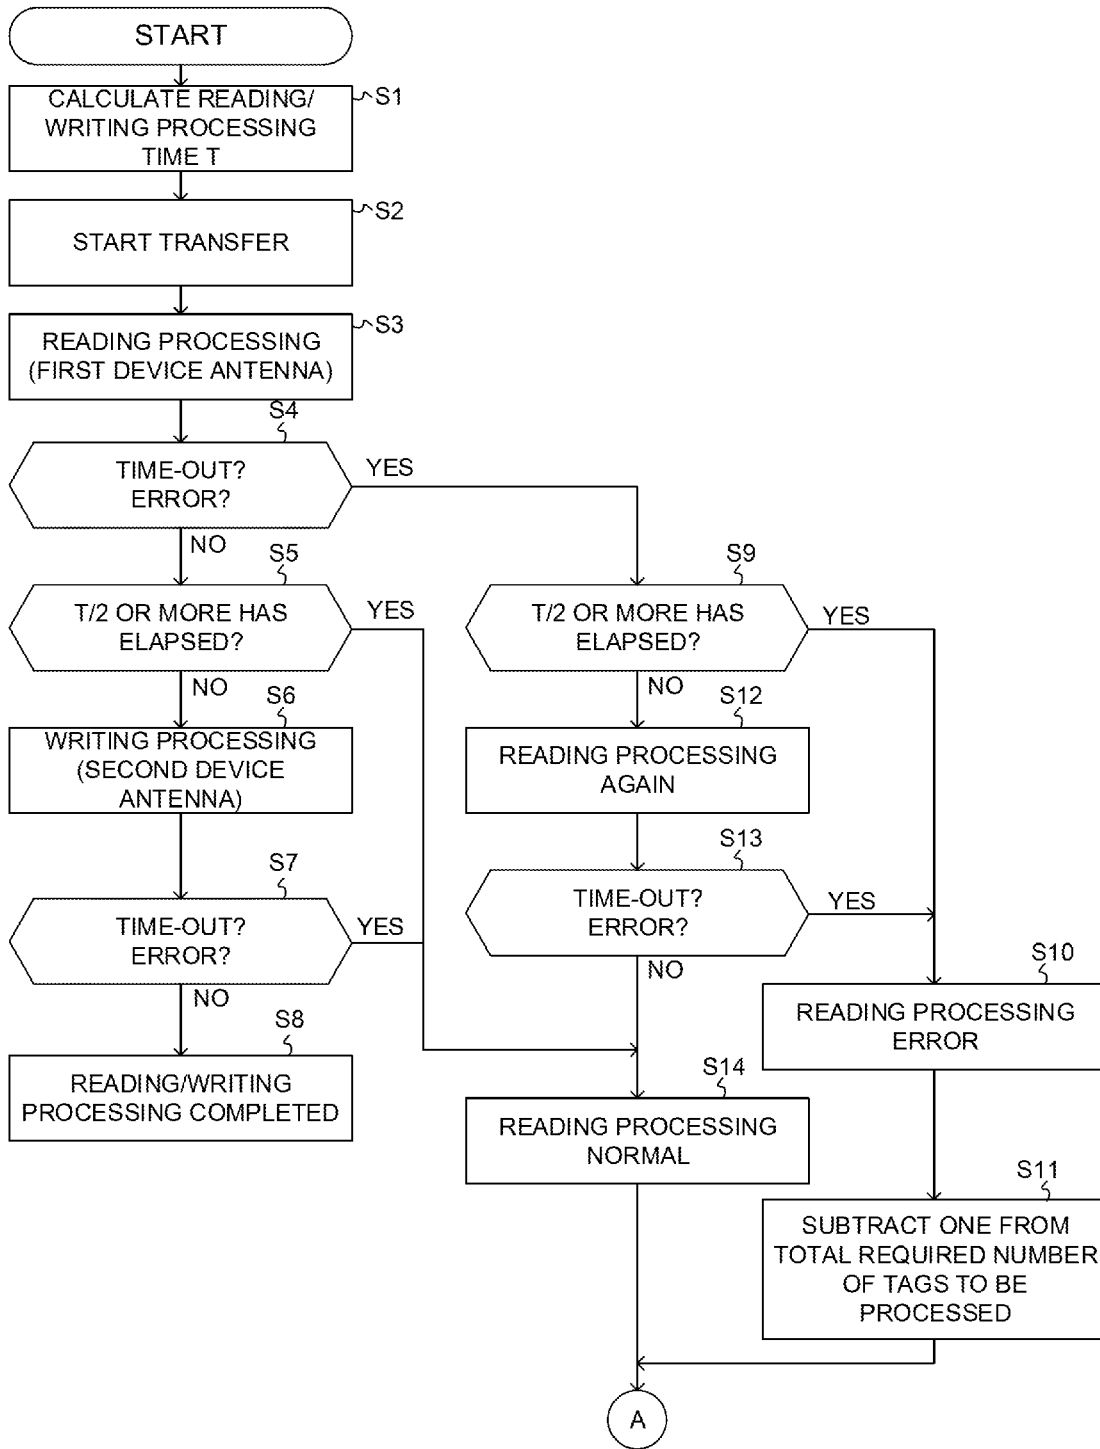 START
S1
CALCULATE READING/
WRITING PROCESSING
TIME T
S2
START TRANSFER
S3
READING PROCESSING
(FIRST DEVICE ANTENNA)
S4
TIME-OUT?
ERROR?
YES
NO
S5
T/2 OR MORE HAS
ELAPSED?
YES
NO
S6
WRITING PROCESSING
(SECOND DEVICE
ANTENNA)
S7
TIME-OUT?
ERROR?
YES
NO
S8
READING/WRITING
PROCESSING COMPLETED
S9
T/2 OR MORE HAS
ELAPSED?
YES
NO
S12
READING PROCESSING
AGAIN
S13
TIME-OUT?
ERROR?
YES
NO
S14
READING PROCESSING
NORMAL
S10
READING PROCESSING
ERROR
S11
SUBTRACT ONE FROM
TOTAL REQUIRED NUMBER
OF TAGS TO BE
PROCESSED
A